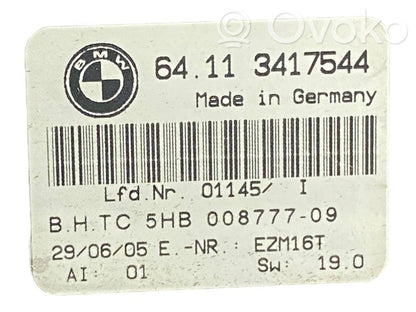 Ovoko
BMW
64.11 3417544
Made in Germany
Lfd.Nr. 01145/ I
B.H.TC 5HB 008777-09
29/06/05 E.-NR.: EZM16T
AI: 01 Sw: 19.0